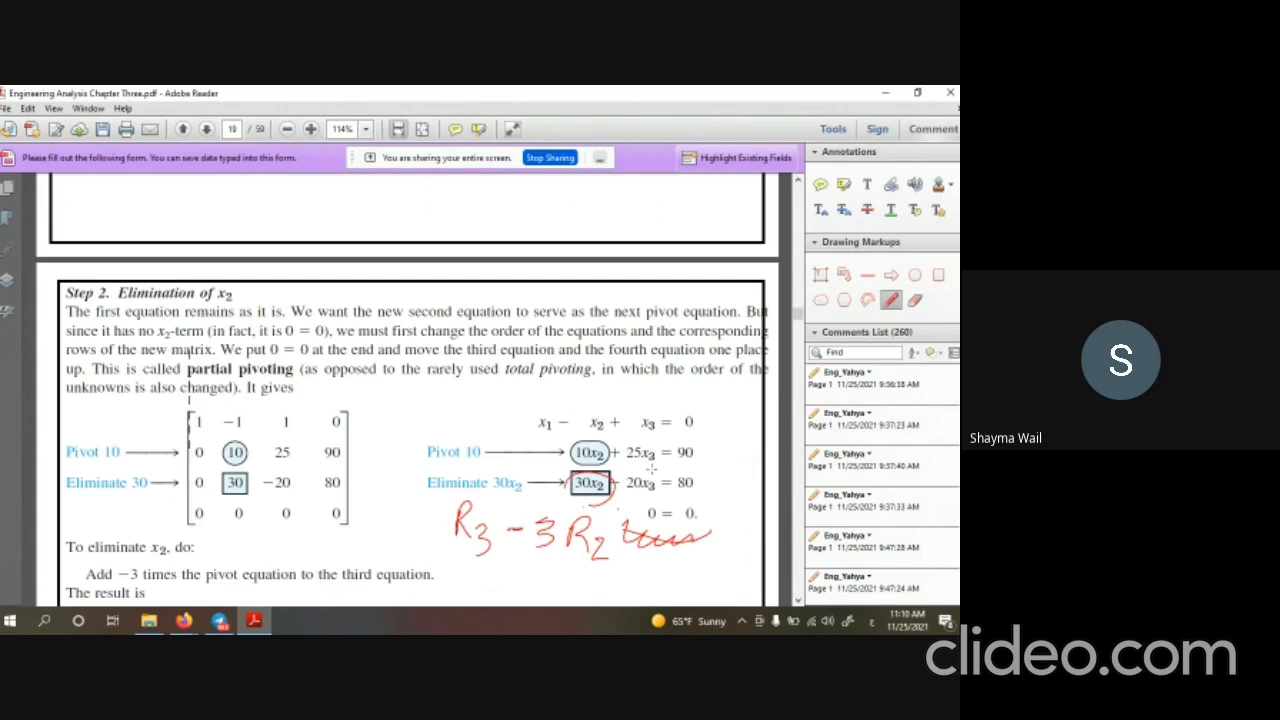 Engineering Analysis Chapter Three.pdf - Adobe Reader
File Edit View Window Help
19 / 59 114% Tools Sign Comment
Please fill out the following form. You can save data typed into this form.
You are sharing your entire screen. Stop Sharing
Highlight Existing Fields
Step 2. Elimination of x2
The first equation remains as it is. We want the new second equation to serve as the next pivot equation. But
since it has no x2-term (in fact, it is 0 = 0), we must first change the order of the equations and the corresponding
rows of the new matrix. We put 0 = 0 at the end and move the third equation and the fourth equation one place
up. This is called partial pivoting (as opposed to the rarely used total pivoting, in which the order of the
unknowns is also changed). It gives
1 −1 1 0 x1 − x2 + x3 = 0
Pivot 10 → 0 10 25 90 Pivot 10 → 10x2 + 25x3 = 90
Eliminate 30 → 0 30 −20 80 Eliminate 30x2 → 30x2 − 20x3 = 80
0 0 0 0 0 = 0.
R3 - 3 R2
To eliminate x2, do:
Add −3 times the pivot equation to the third equation.
The result is
Annotations
Drawing Markups
Comments List (260)
Find
Eng_Yahya
Page 1 11/25/2021 9:36:38 AM
Eng_Yahya
Page 1 11/25/2021 9:37:23 AM
Eng_Yahya
Page 1 11/25/2021 9:37:40 AM
Eng_Yahya
Page 1 11/25/2021 9:37:33 AM
Eng_Yahya
Page 1 11/25/2021 9:47:28 AM
Eng_Yahya
Page 1 11/25/2021 9:47:24 AM
65°F Sunny
11:10 AM
11/25/2021
S
Shayma Wail
clideo.com